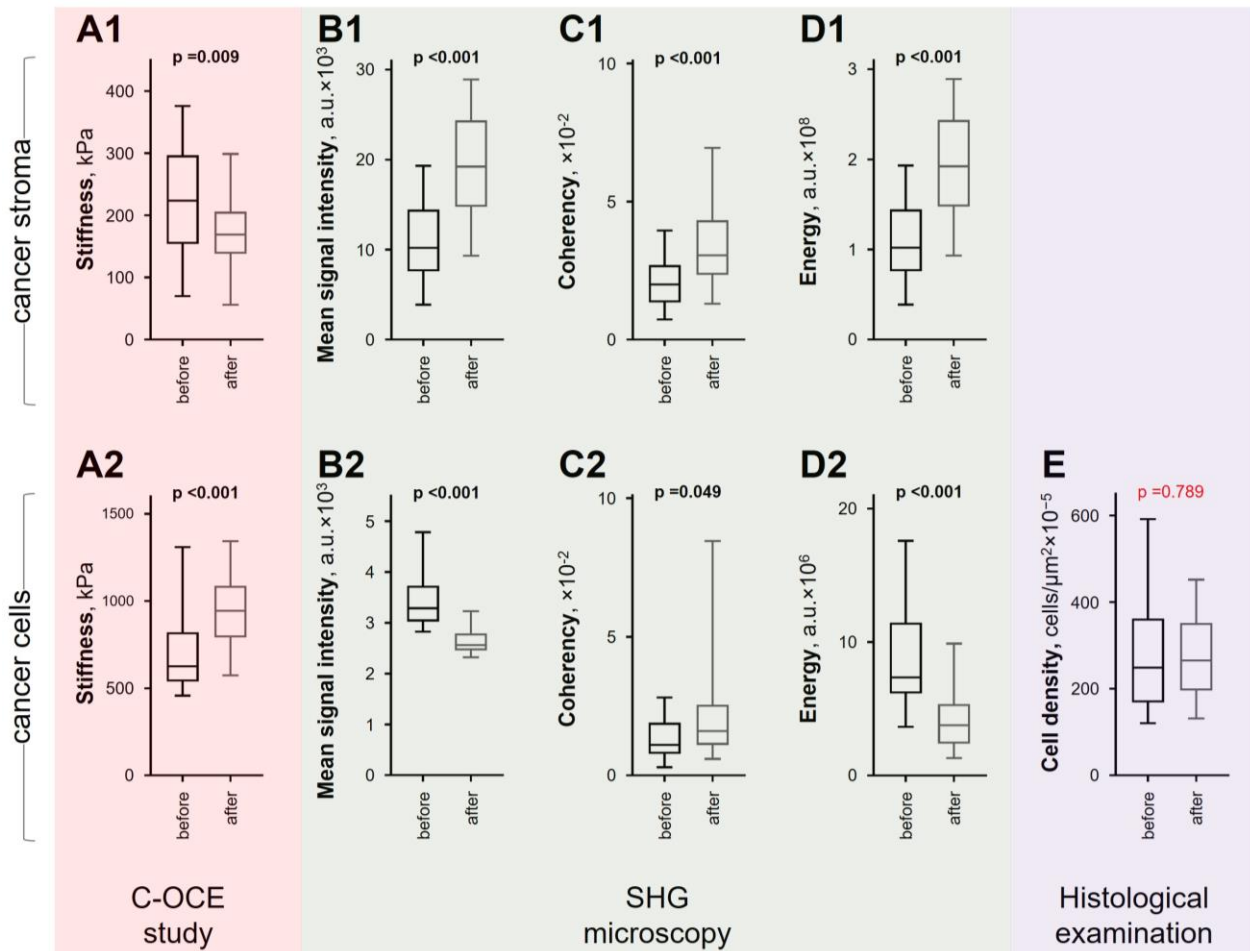 cancer stroma
A1
p =0.009
Stiffness, kPa
400
300
200
100
0
before
after
B1
p <0.001
Mean signal intensity, a.u.×10³
30
20
10
0
before
after
C1
p <0.001
Coherency, ×10⁻²
10
5
0
before
after
D1
p <0.001
Energy, a.u.×10⁸
3
2
1
0
before
after
cancer cells
A2
p <0.001
Stiffness, kPa
1500
1000
500
0
before
after
B2
p <0.001
Mean signal intensity, a.u.×10³
5
4
3
2
1
0
before
after
C2
p =0.049
Coherency, ×10⁻²
10
5
0
before
after
D2
p <0.001
Energy, a.u.×10⁶
20
10
0
before
after
E
p =0.789
Cell density, cells/µm²×10⁻⁵
600
400
200
0
before
after
C-OCE
study
SHG
microscopy
Histological
examination